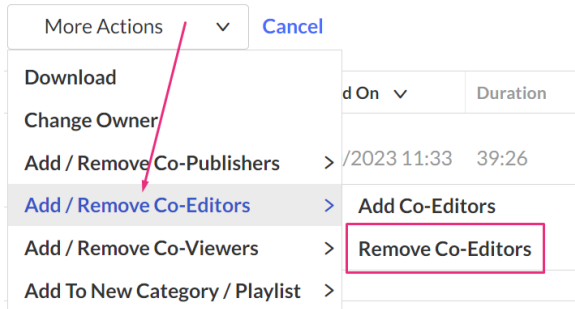 More Actions Cancel
Download
d On Duration
Change Owner
Add / Remove Co-Publishers
/2023 11:33 39:26
Add / Remove Co-Editors
Add Co-Editors
Add / Remove Co-Viewers
Remove Co-Editors
Add To New Category / Playlist